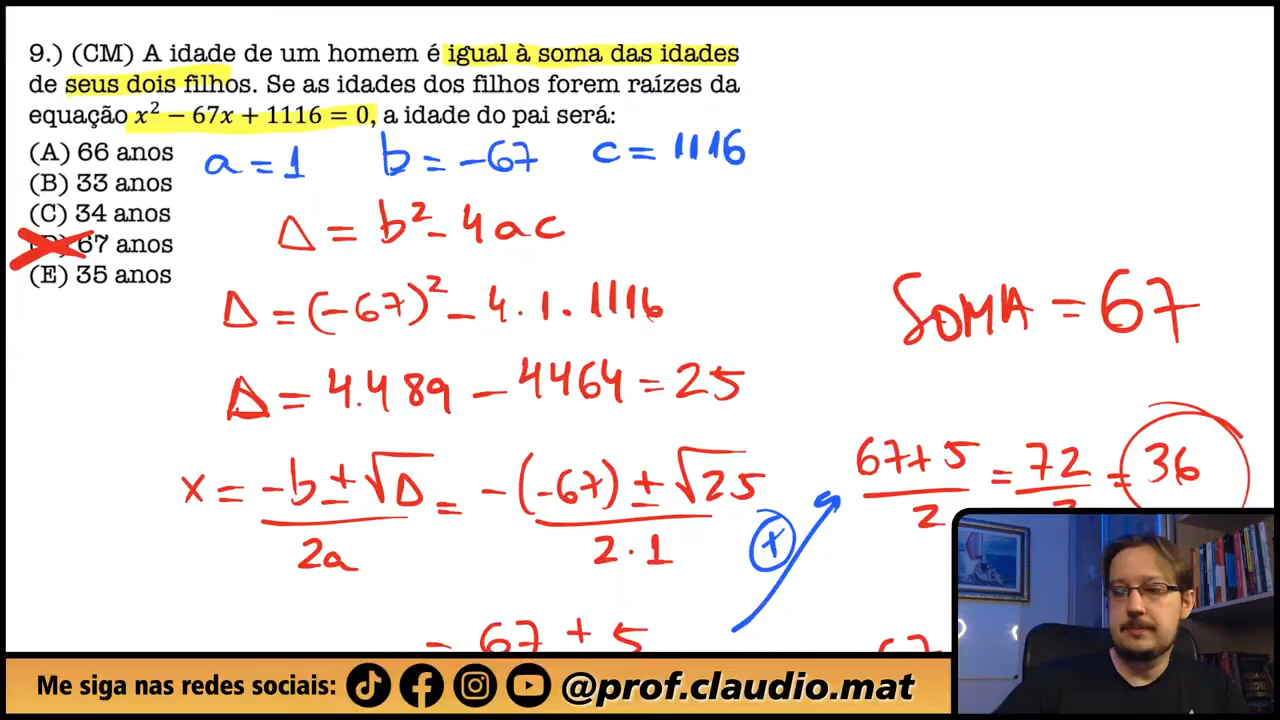 9.) (CM) A idade de um homem é igual à soma das idades
de seus dois filhos. Se as idades dos filhos forem raízes da
equação x² − 67x + 1116 = 0, a idade do pai será:
(A) 66 anos
(B) 33 anos
(C) 34 anos
67 anos
(E) 35 anos
a = 1 b = -67 c = 1116
Δ = b² - 4ac
Δ = (-67)² - 4 . 1 . 1116
Δ = 4.489 - 4464 = 25
SOMA = 67
x = -b ± √Δ / 2a = -(-67) ± √25 / 2 . 1
+
67+5 / 2 = 72 / 2 = 36
= 67 ± 5
67
Me siga nas redes sociais: @prof.claudio.mat